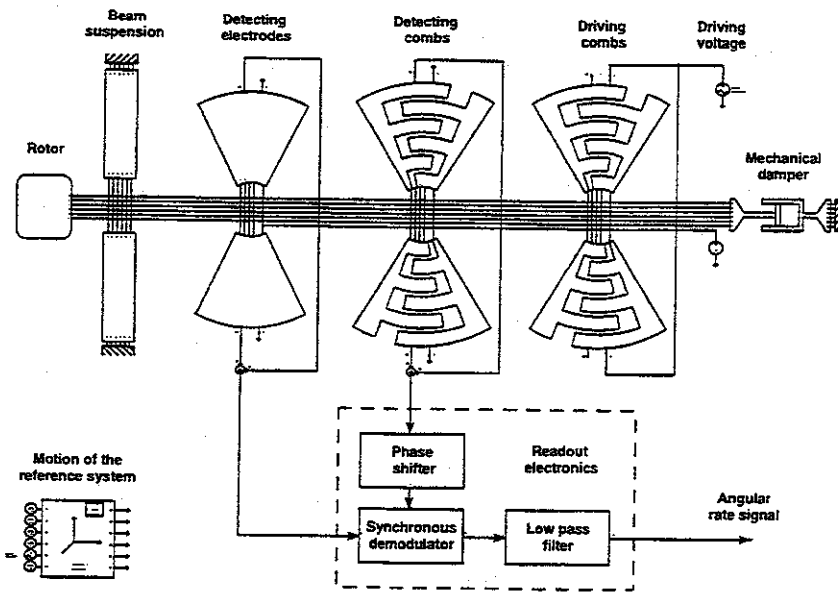 Beam
suspension
Detecting
electrodes
Detecting
combs
Driving
combs
Driving
voltage
Rotor
Mechanical
damper
Motion of the
reference system
Phase
shifter
Readout
electronics
Synchronous
demodulator
Low pass
filter
Angular
rate signal